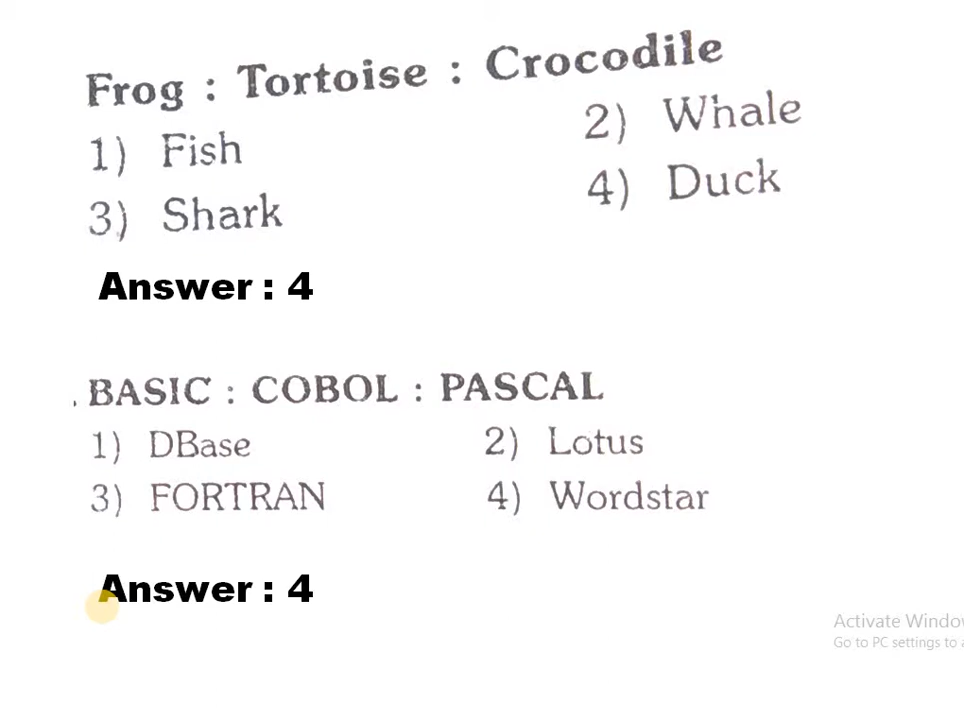 Frog : Tortoise : Crocodile
1) Fish 2) Whale
3) Shark 4) Duck
Answer : 4
. BASIC : COBOL : PASCAL
1) DBase 2) Lotus
3) FORTRAN 4) Wordstar
Answer : 4
Activate Window
Go to PC settings to a